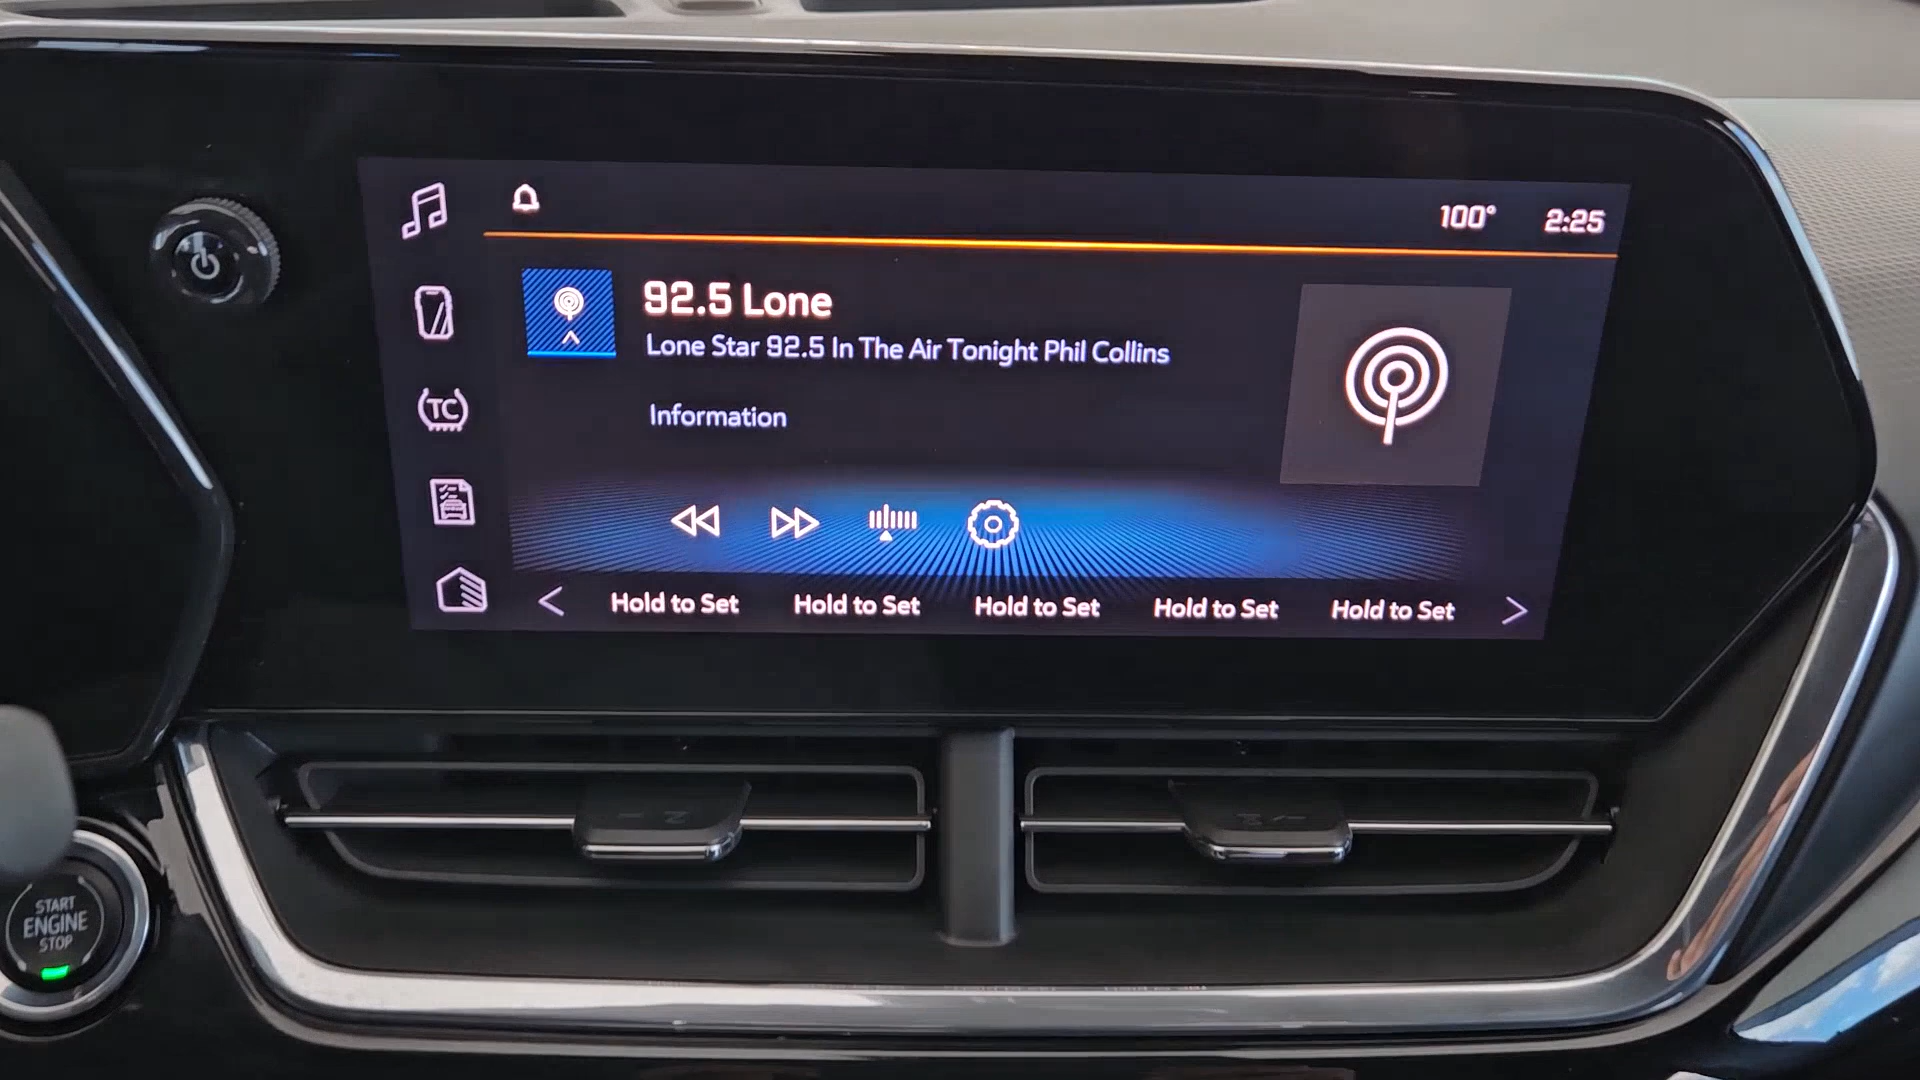 100° 2:25
92.5 Lone
Lone Star 92.5 In The Air Tonight Phil Collins
Information
TC
Hold to Set Hold to Set Hold to Set Hold to Set Hold to Set
START
ENGINE
STOP